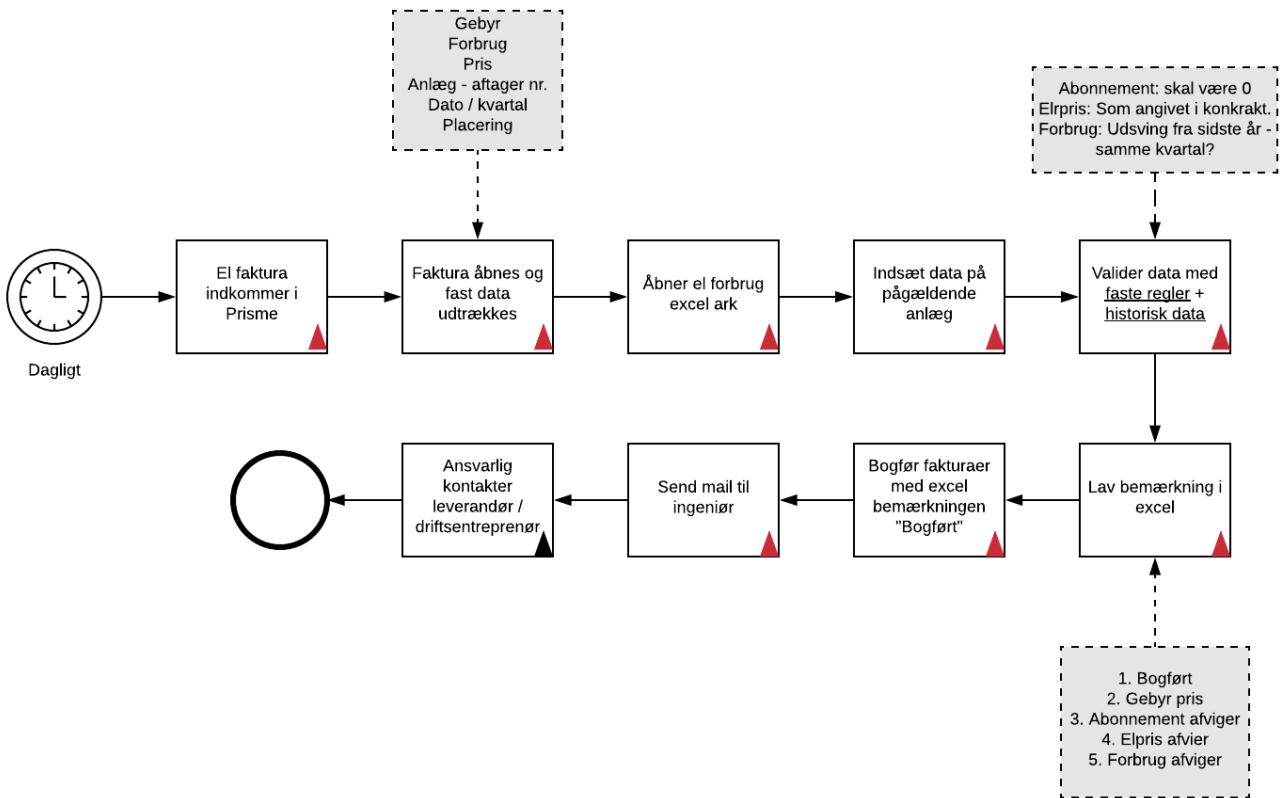 Gebyr
Forbrug
Pris
Anlæg - aftager nr.
Dato / kvartal
Placering
Abonnement: skal være 0
Elrpris: Som angivet i konkrakt.
Forbrug: Udsving fra sidste år -
samme kvartal?
Dagligt
El faktura
indkommer i
Prisme
Faktura åbnes og
fast data
udtrækkes
Åbner el forbrug
excel ark
Indsæt data på
pågældende
anlæg
Valider data med
faste regler +
historisk data
Lav bemærkning i
excel
Bogfør fakturaer
med excel
bemærkningen
"Bogført"
Send mail til
ingeniør
Ansvarlig
kontakter
leverandør /
driftsentreprenør
1. Bogført
2. Gebyr pris
3. Abonnement afviger
4. Elpris afvier
5. Forbrug afviger